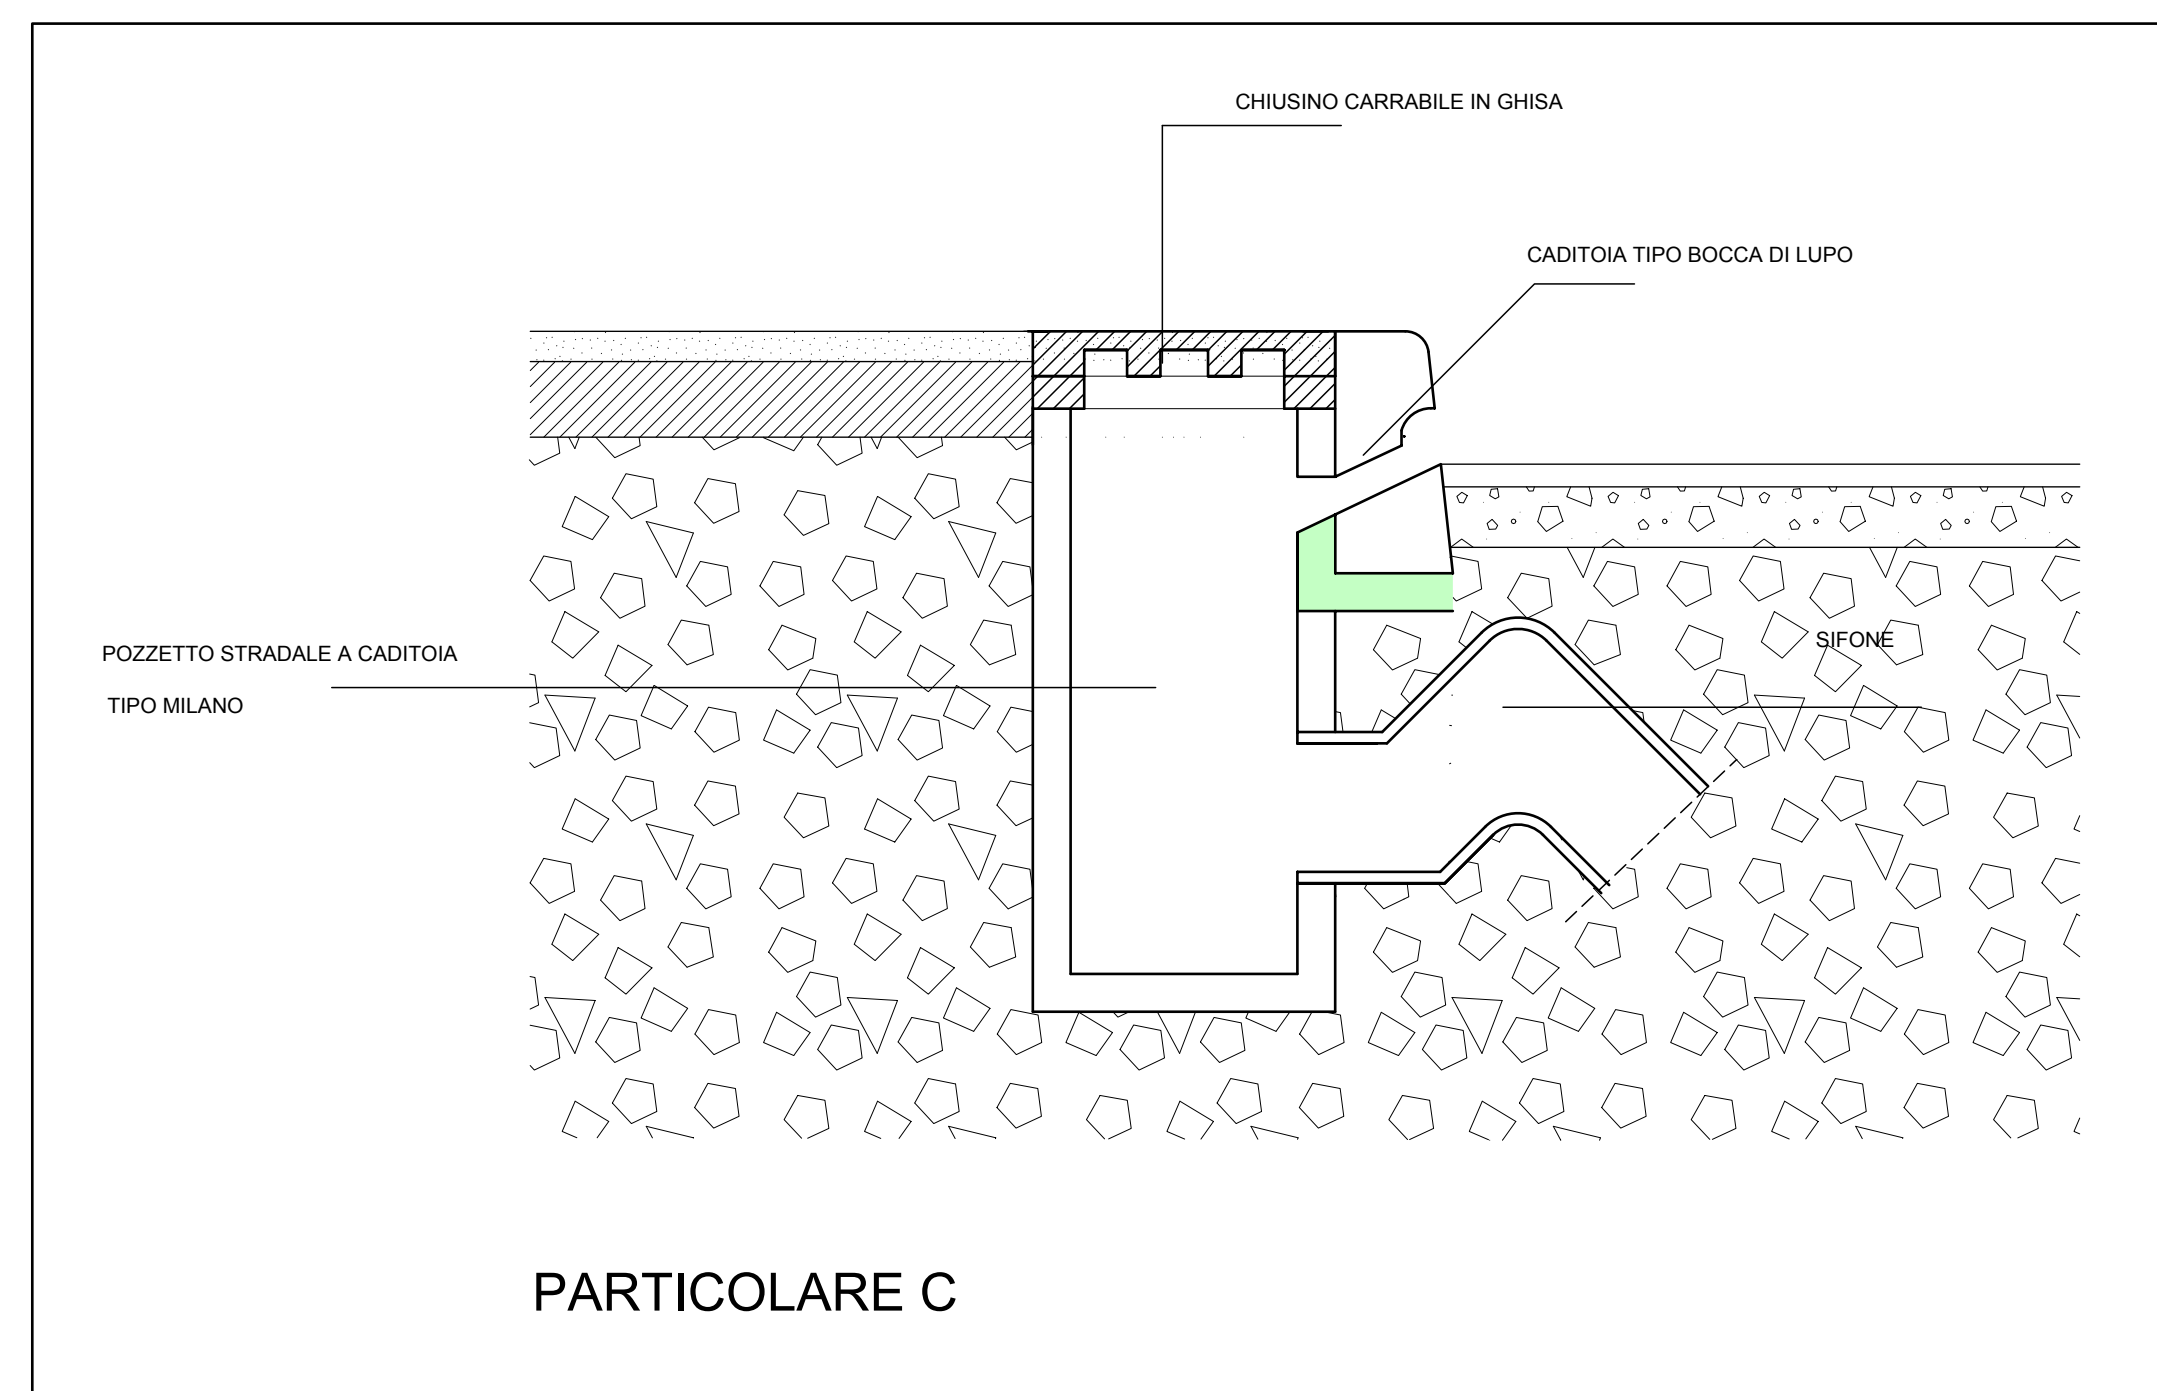 CHIUSINO CARRABILE IN GHISA
CADITOIA TIPO BOCCA DI LUPO
SIFONE
POZZETTO STRADALE A CADITOIA
TIPO MILANO
PARTICOLARE C